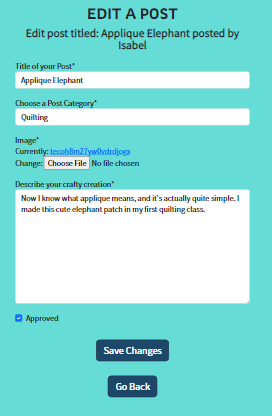 EDIT A POST
Edit post titled: Applique Elephant posted by
Isabel
Title of your Post*
Applique Elephant
Choose a Post Category*
Quilting
Image*
Currently: tecoh8m27yw0vdrdjogx
Change: Choose File No file chosen
Describe your crafty creation*
Now I know what applique means, and it's actually quite simple. I
made this cute elephant patch in my first quilting class.
Approved
Save Changes
Go Back